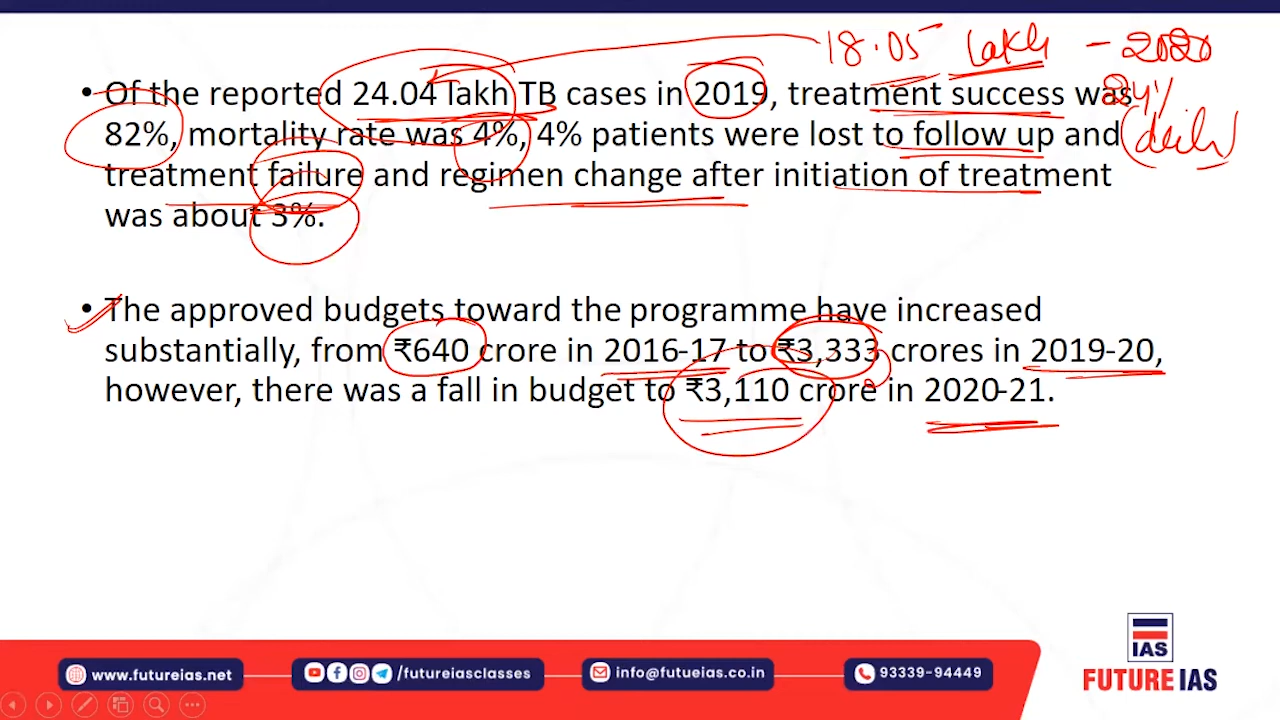 18.05 lakh - 2020
24%
• Of the reported 24.04 lakh TB cases in 2019, treatment success was
82%, mortality rate was 4%, 4% patients were lost to follow up and
treatment failure and regimen change after initiation of treatment
was about 3%.
• The approved budgets toward the programme have increased
substantially, from ₹640 crore in 2016-17 to ₹3,333 crores in 2019-20,
however, there was a fall in budget to ₹3,110 crore in 2020-21.
www.futureias.net
/futureiasclasses
info@futueias.co.in
93339-94449
IAS
FUTURE IAS